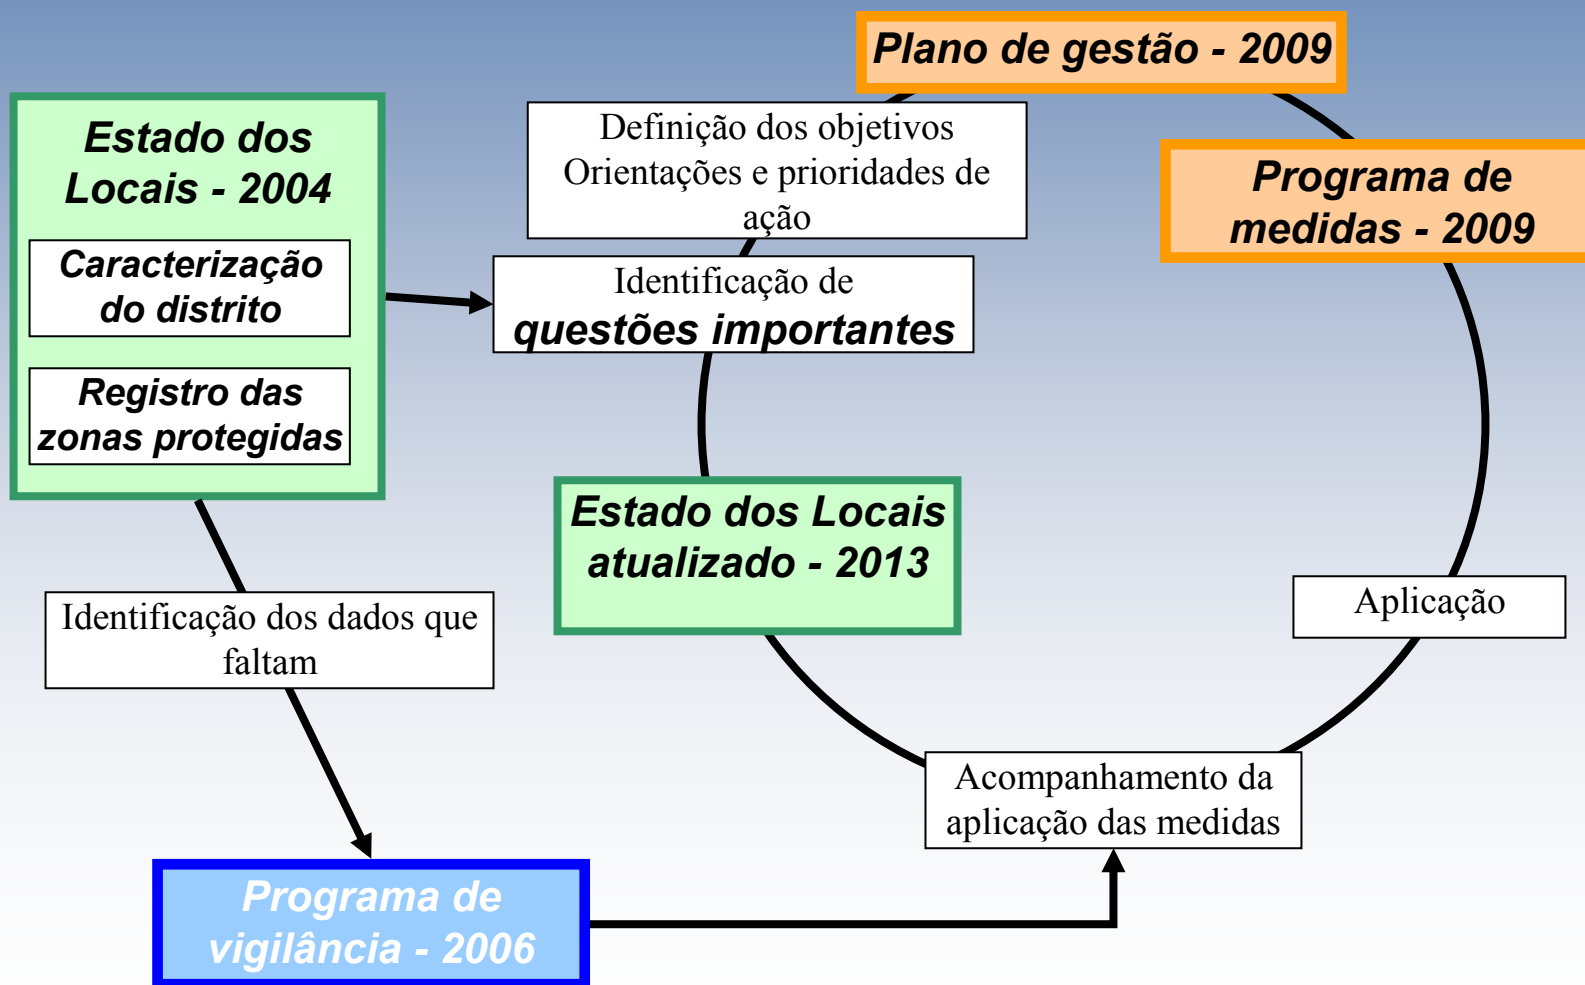 Plano de gestão - 2009
Estado dos
Locais - 2004
Caracterização
do distrito
Registro das
zonas protegidas
Definição dos objetivos
Orientações e prioridades de
ação
Programa de
medidas - 2009
Identificação de
questões importantes
Estado dos Locais
atualizado - 2013
Identificação dos dados que
faltam
Aplicação
Acompanhamento da
aplicação das medidas
Programa de
vigilância - 2006